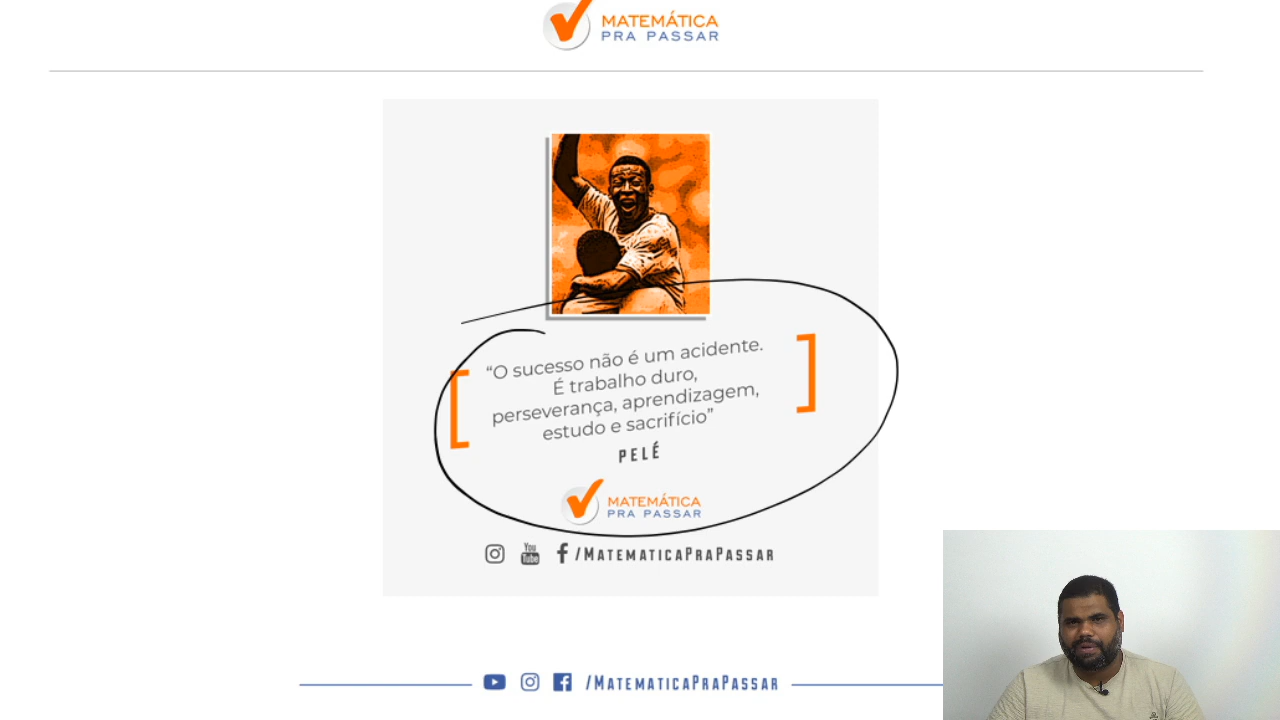 MATEMÁTICA
PRA PASSAR
“O sucesso não é um acidente.
É trabalho duro,
perseverança, aprendizagem,
estudo e sacrifício”
PELÉ
MATEMÁTICA
PRA PASSAR
You
Tube
/MATEMATICAPRAPASSAR
/MATEMATICAPRAPASSAR